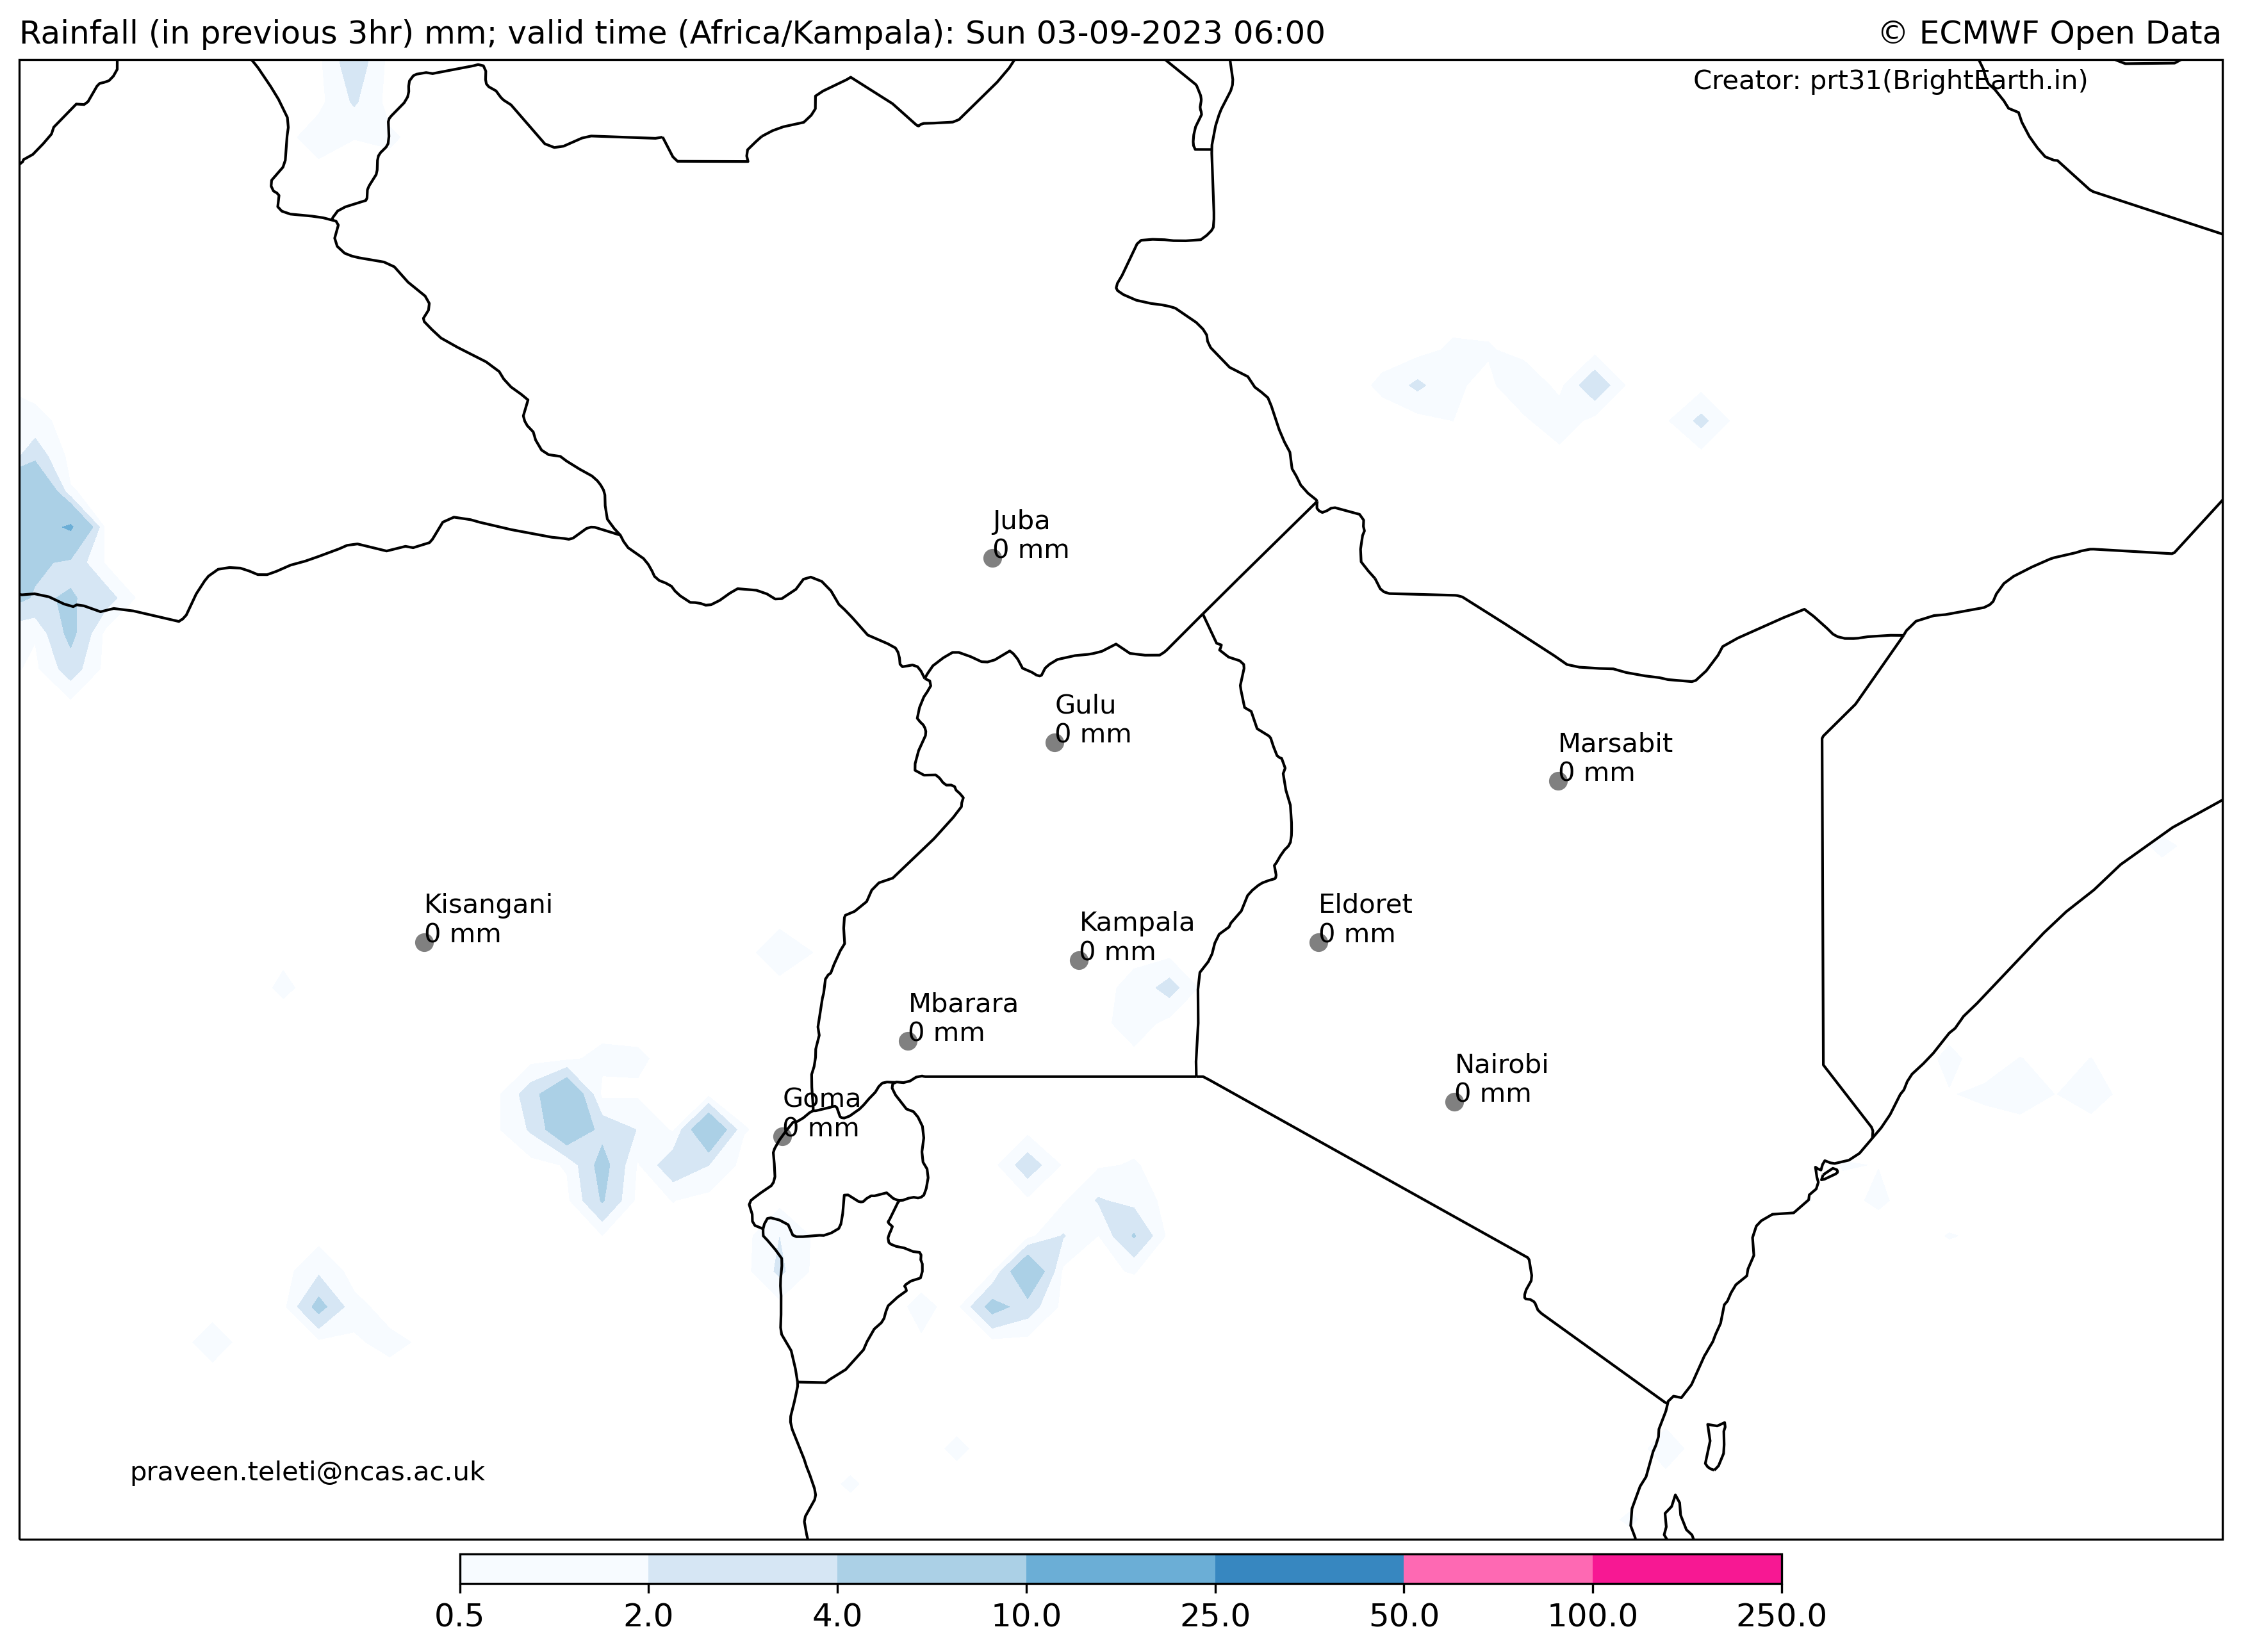 Rainfall (in previous 3hr) mm; valid time (Africa/Kampala): Sun 03-09-2023 06:00
© ECMWF Open Data
Creator: prt31(BrightEarth.in)
Juba
0 mm
Gulu
0 mm
Marsabit
0 mm
Kisangani
0 mm
Kampala
0 mm
Eldoret
0 mm
Mbarara
0 mm
Nairobi
0 mm
Goma
0 mm
praveen.teleti@ncas.ac.uk
0.5 2.0 4.0 10.0 25.0 50.0 100.0 250.0